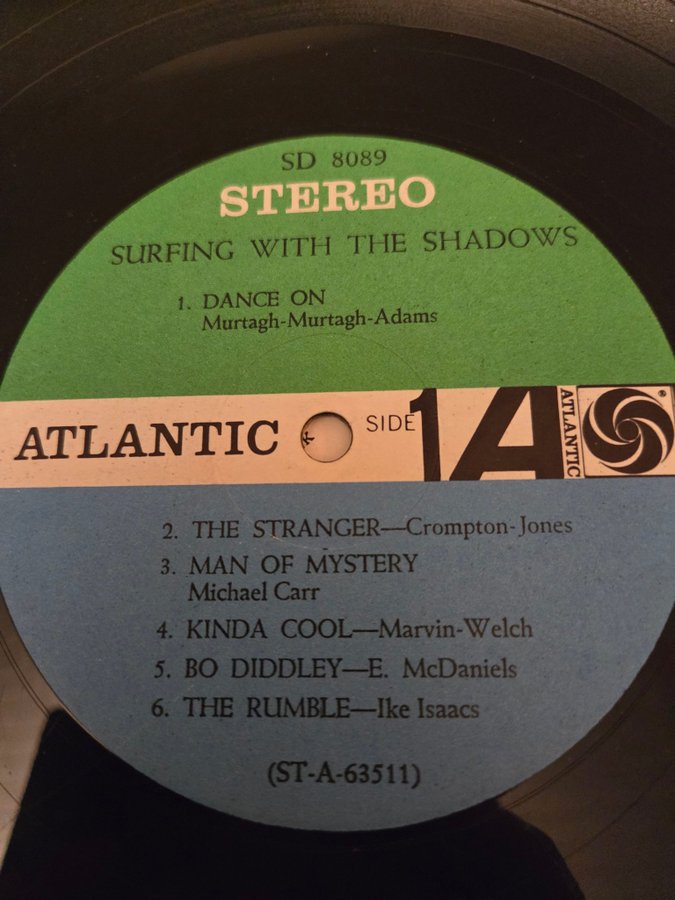 SD 8089
STEREO
SURFING WITH THE SHADOWS
1. DANCE ON
Murtagh-Murtagh-Adams
ATLANTIC
SIDE 1
A
ATLANTIC
®
2. THE STRANGER—Crompton-Jones
3. MAN OF MYSTERY
Michael Carr
4. KINDA COOL—Marvin-Welch
5. BO DIDDLEY—E. McDaniels
6. THE RUMBLE—Ike Isaacs
(ST-A-63511)